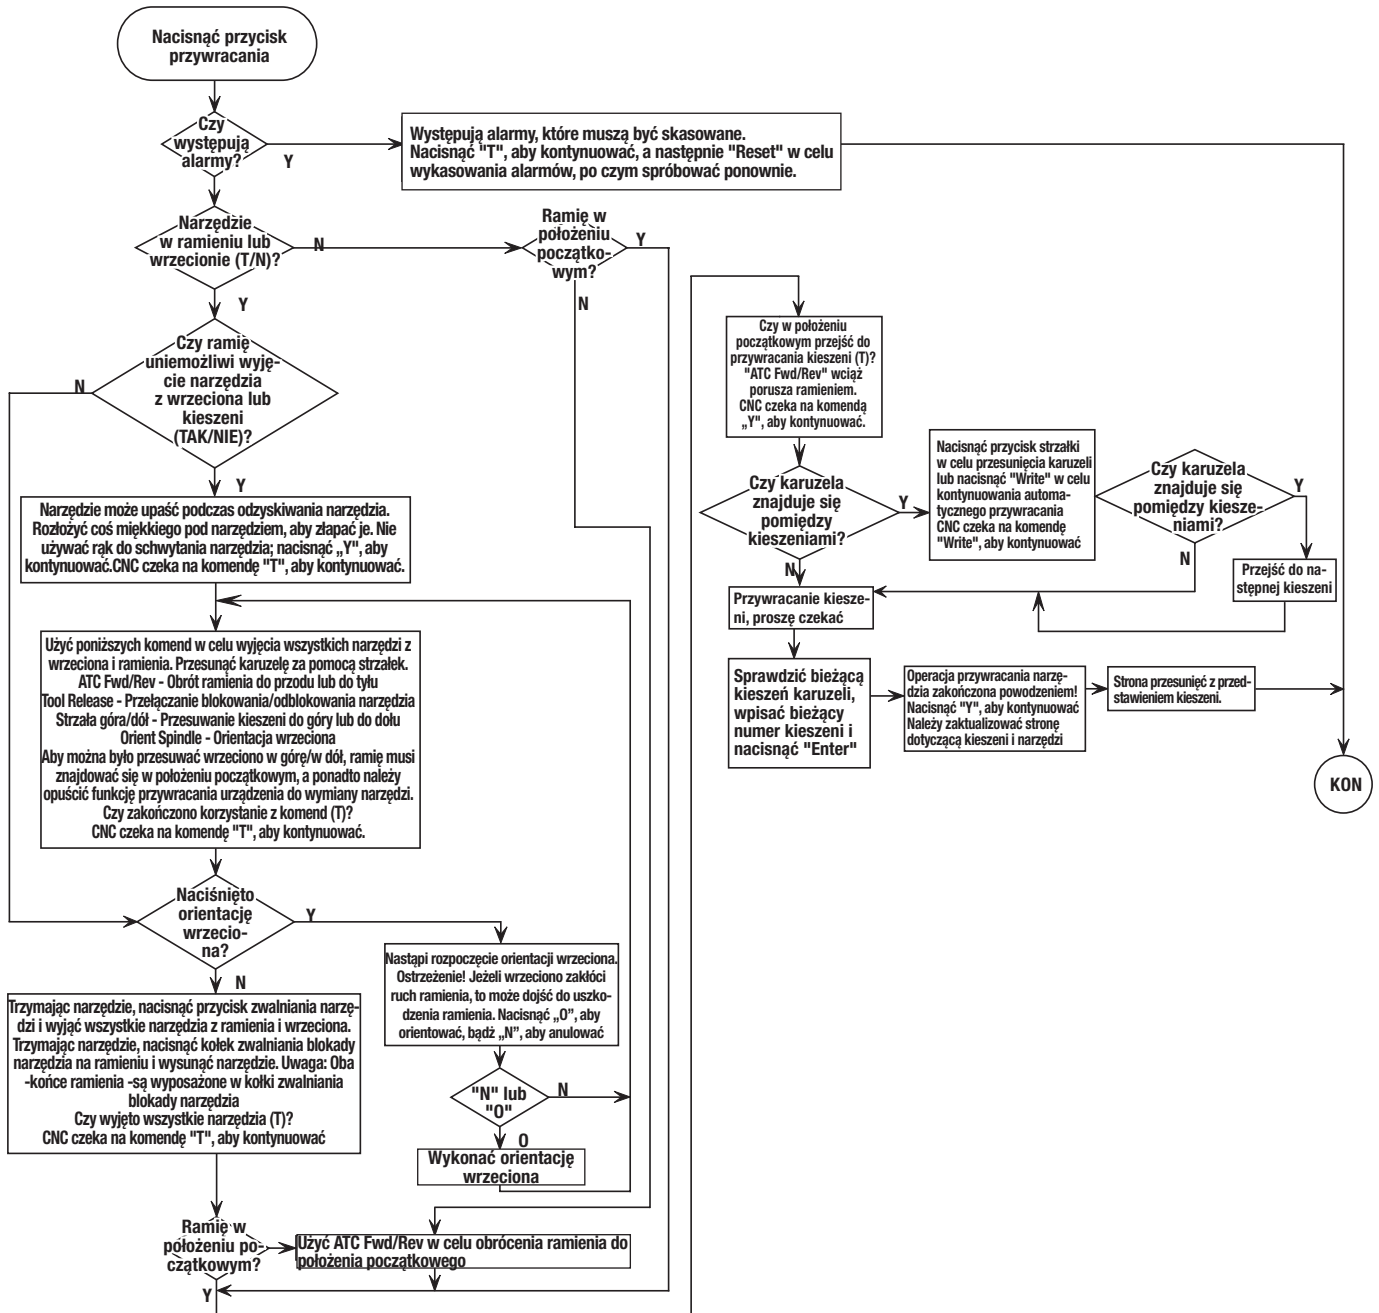 Nacisnąć przycisk
przywracania
Czy
występują
alarmy?
Y
Występują alarmy, które muszą być skasowane.
Nacisnąć "T", aby kontynuować, a następnie "Reset" w celu
wykasowania alarmów, po czym spróbować ponownie.
Narzędzie
w ramieniu lub
wrzecionie (T/N)?
N
Y
Ramię w
położeniu
początko-
wym?
Y
N
Czy ramię
uniemożliwi wyję-
cie narzędzia
z wrzeciona lub
kieszeni
(TAK/NIE)?
N
Y
Narzędzie może upaść podczas odzyskiwania narzędzia.
Rozłożyć coś miękkiego pod narzędziem, aby złapać je. Nie
używać rąk do schwytania narzędzia; nacisnąć „Y”, aby
kontynuować.CNC czeka na komendę "T", aby kontynuować.
Użyć poniższych komend w celu wyjęcia wszystkich narzędzi z
wrzeciona i ramienia. Przesunąć karuzelę za pomocą strzałek.
ATC Fwd/Rev - Obrót ramienia do przodu lub do tyłu
Tool Release - Przełączanie blokowania/odblokowania narzędzia
Strzała góra/dół - Przesuwanie kieszeni do góry lub do dołu
Orient Spindle - Orientacja wrzeciona
Aby można było przesuwać wrzeciono w górę/w dół, ramię musi
znajdować się w położeniu początkowym, a ponadto należy
opuścić funkcję przywracania urządzenia do wymiany narzędzi.
Czy zakończono korzystanie z komend (T)?
CNC czeka na komendę "T", aby kontynuować.
Naciśnięto
orientację
wrzecio-
na?
Y
N
Nastąpi rozpoczęcie orientacji wrzeciona.
Ostrzeżenie! Jeżeli wrzeciono zakłóci
ruch ramienia, to może dojść do uszko-
dzenia ramienia. Nacisnąć „O”, aby
orientować, bądź „N”, aby anulować
"N" lub
"O"
N
O
Wykonać orientację
wrzeciona
Trzymając narzędzie, nacisnąć przycisk zwalniania narzę-
dzi i wyjąć wszystkie narzędzia z ramienia i wrzeciona.
Trzymając narzędzie, nacisnąć kołek zwalniania blokady
narzędzia na ramieniu i wysunąć narzędzie. Uwaga: Oba
-końce ramienia -są wyposażone w kołki zwalniania
blokady narzędzia
Czy wyjęto wszystkie narzędzia (T)?
CNC czeka na komendę "T", aby kontynuować
Ramię w
położeniu po-
czątkowym?
Y
Użyć ATC Fwd/Rev w celu obrócenia ramienia do
położenia początkowego
Czy w położeniu
początkowym przejść do
przywracania kieszeni (T)?
"ATC Fwd/Rev" wciąż
porusza ramieniem.
CNC czeka na komendą
„Y”, aby kontynuować.
Czy karuzela
znajduje się
pomiędzy
kieszeniami?
Y
N
Nacisnąć przycisk strzałki
w celu przesunięcia karuzeli
lub nacisnąć "Write" w celu
kontynuowania automa-
tycznego przywracania
CNC czeka na komendę
"Write", aby kontynuować
Czy karuzela
znajduje się
pomiędzy kiesze-
niami?
Y
N
Przejść do na-
stępnej kieszeni
Przywracanie kiesze-
ni, proszę czekać
Sprawdzić bieżącą
kieszeń karuzeli,
wpisać bieżący
numer kieszeni i
nacisnąć "Enter"
Operacja przywracania narzę-
dzia zakończona powodzeniem!
Nacisnąć "Y", aby kontynuować
Należy zaktualizować stronę
dotyczącą kieszeni i narzędzi
Strona przesunięć z przed-
stawieniem kieszeni.
KON